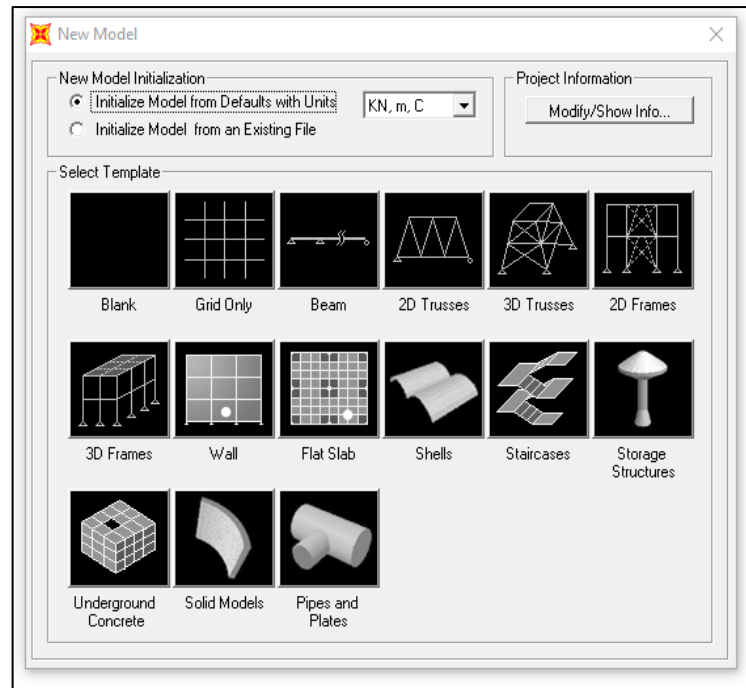 New Model
New Model Initialization
Initialize Model from Defaults with Units
KN, m, C
Initialize Model from an Existing File
Project Information
Modify/Show Info...
Select Template
Blank
Grid Only
Beam
2D Trusses
3D Trusses
2D Frames
3D Frames
Wall
Flat Slab
Shells
Staircases
Storage
Structures
Underground
Concrete
Solid Models
Pipes and
Plates